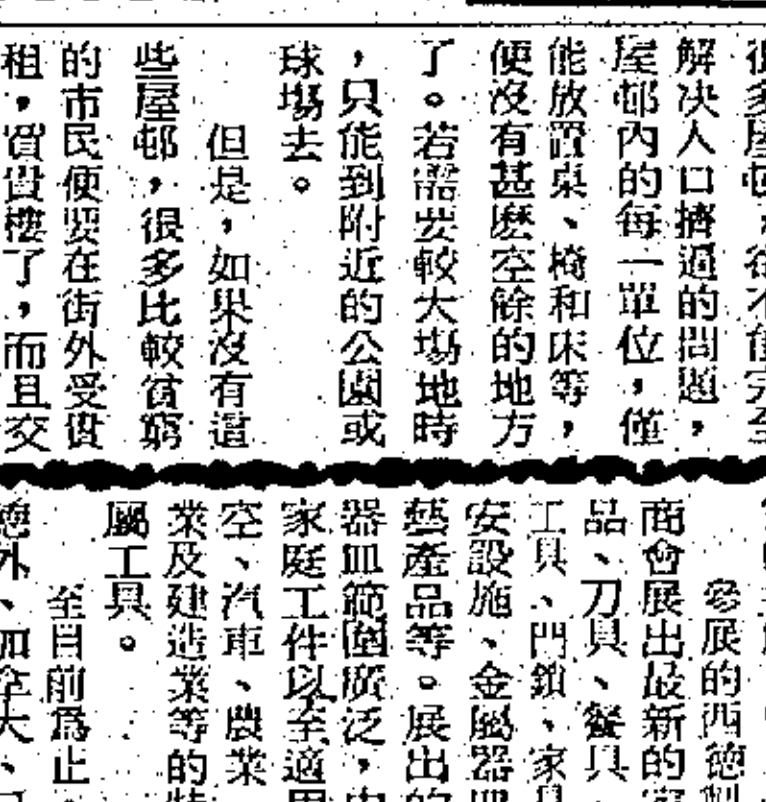 解決人口擠逼的問題，
屋邨內的每一單位，僅
能放置桌、椅和床等，
便沒有甚麼空餘的地方
了。若需要較大場地時
，只能到附近的公園或
球場去。
但是，如果沒有這
些屋邨，很多比較貧窮
的市民便要在街外受貴
租，買貴樓了，而且交
參展的西德製
商會展出最新的家
品、刀具、餐具
工具、門鎖、家具
安設施、金屬器皿
藝產品等。展出的
器皿範圍廣泛，由
家庭工件以至適用
空、汽車、農業
業及建造業等的特
屬工具。
至目前為止，
德外、加拿大、